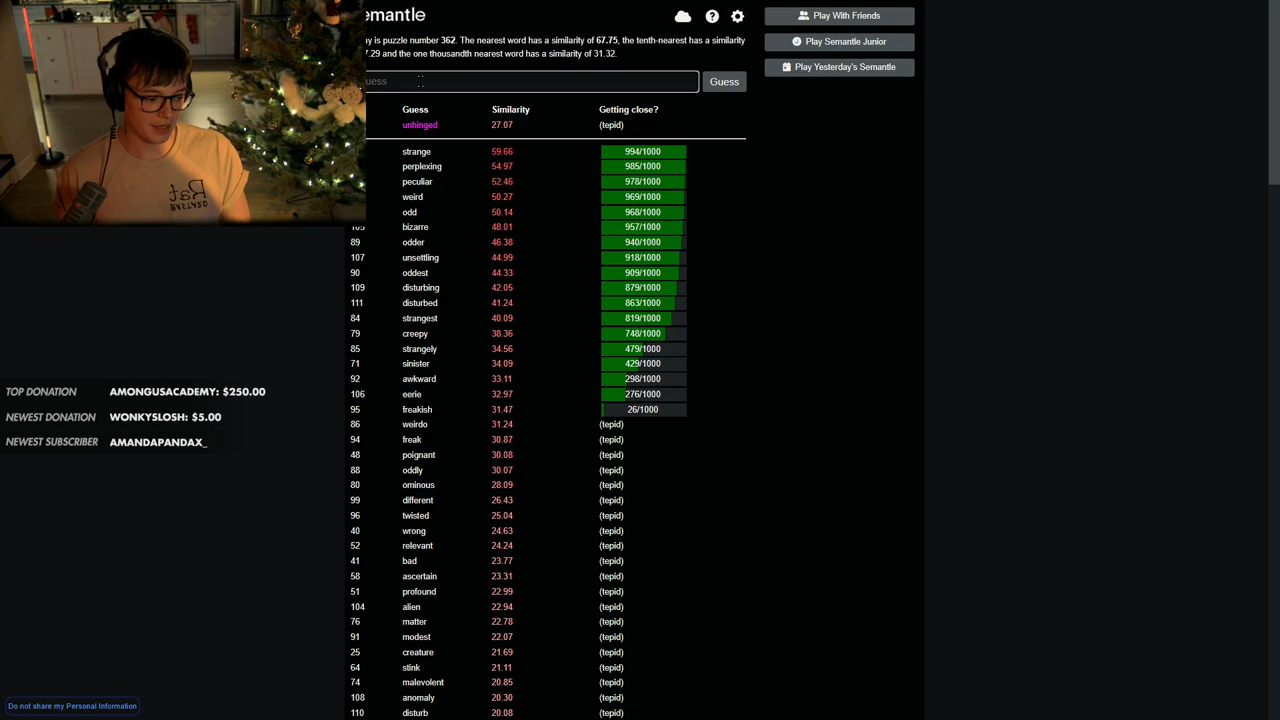 emantle
Play With Friends
y is puzzle number 362. The nearest word has a similarity of 67.75, the tenth-nearest has a similarity
7.29 and the one thousandth nearest word has a similarity of 31.32.
Play Semantle Junior
Play Yesterday's Semantle
uess
Guess
Guess Similarity Getting close?
unhinged 27.07 (tepid)
strange 59.66 994/1000
perplexing 54.97 985/1000
peculiar 52.46 978/1000
weird 50.27 969/1000
odd 50.14 968/1000
105 bizarre 48.01 957/1000
89 odder 46.38 940/1000
107 unsettling 44.99 918/1000
90 oddest 44.33 909/1000
109 disturbing 42.05 879/1000
111 disturbed 41.24 863/1000
84 strangest 40.09 819/1000
79 creepy 38.36 748/1000
85 strangely 34.56 479/1000
71 sinister 34.09 429/1000
92 awkward 33.11 298/1000
106 eerie 32.97 276/1000
95 freakish 31.47 26/1000
86 weirdo 31.24 (tepid)
94 freak 30.87 (tepid)
48 poignant 30.08 (tepid)
88 oddly 30.07 (tepid)
80 ominous 28.09 (tepid)
99 different 26.43 (tepid)
96 twisted 25.04 (tepid)
40 wrong 24.63 (tepid)
52 relevant 24.24 (tepid)
41 bad 23.77 (tepid)
58 ascertain 23.31 (tepid)
51 profound 22.99 (tepid)
104 alien 22.94 (tepid)
76 matter 22.78 (tepid)
91 modest 22.07 (tepid)
25 creature 21.69 (tepid)
64 stink 21.11 (tepid)
74 malevolent 20.85 (tepid)
108 anomaly 20.30 (tepid)
110 disturb 20.08 (tepid)
TOP DONATION AMONGUSACADEMY: $250.00
NEWEST DONATION WONKYSLOSH: $5.00
NEWEST SUBSCRIBER AMANDAPANDAX_
Do not share my Personal Information